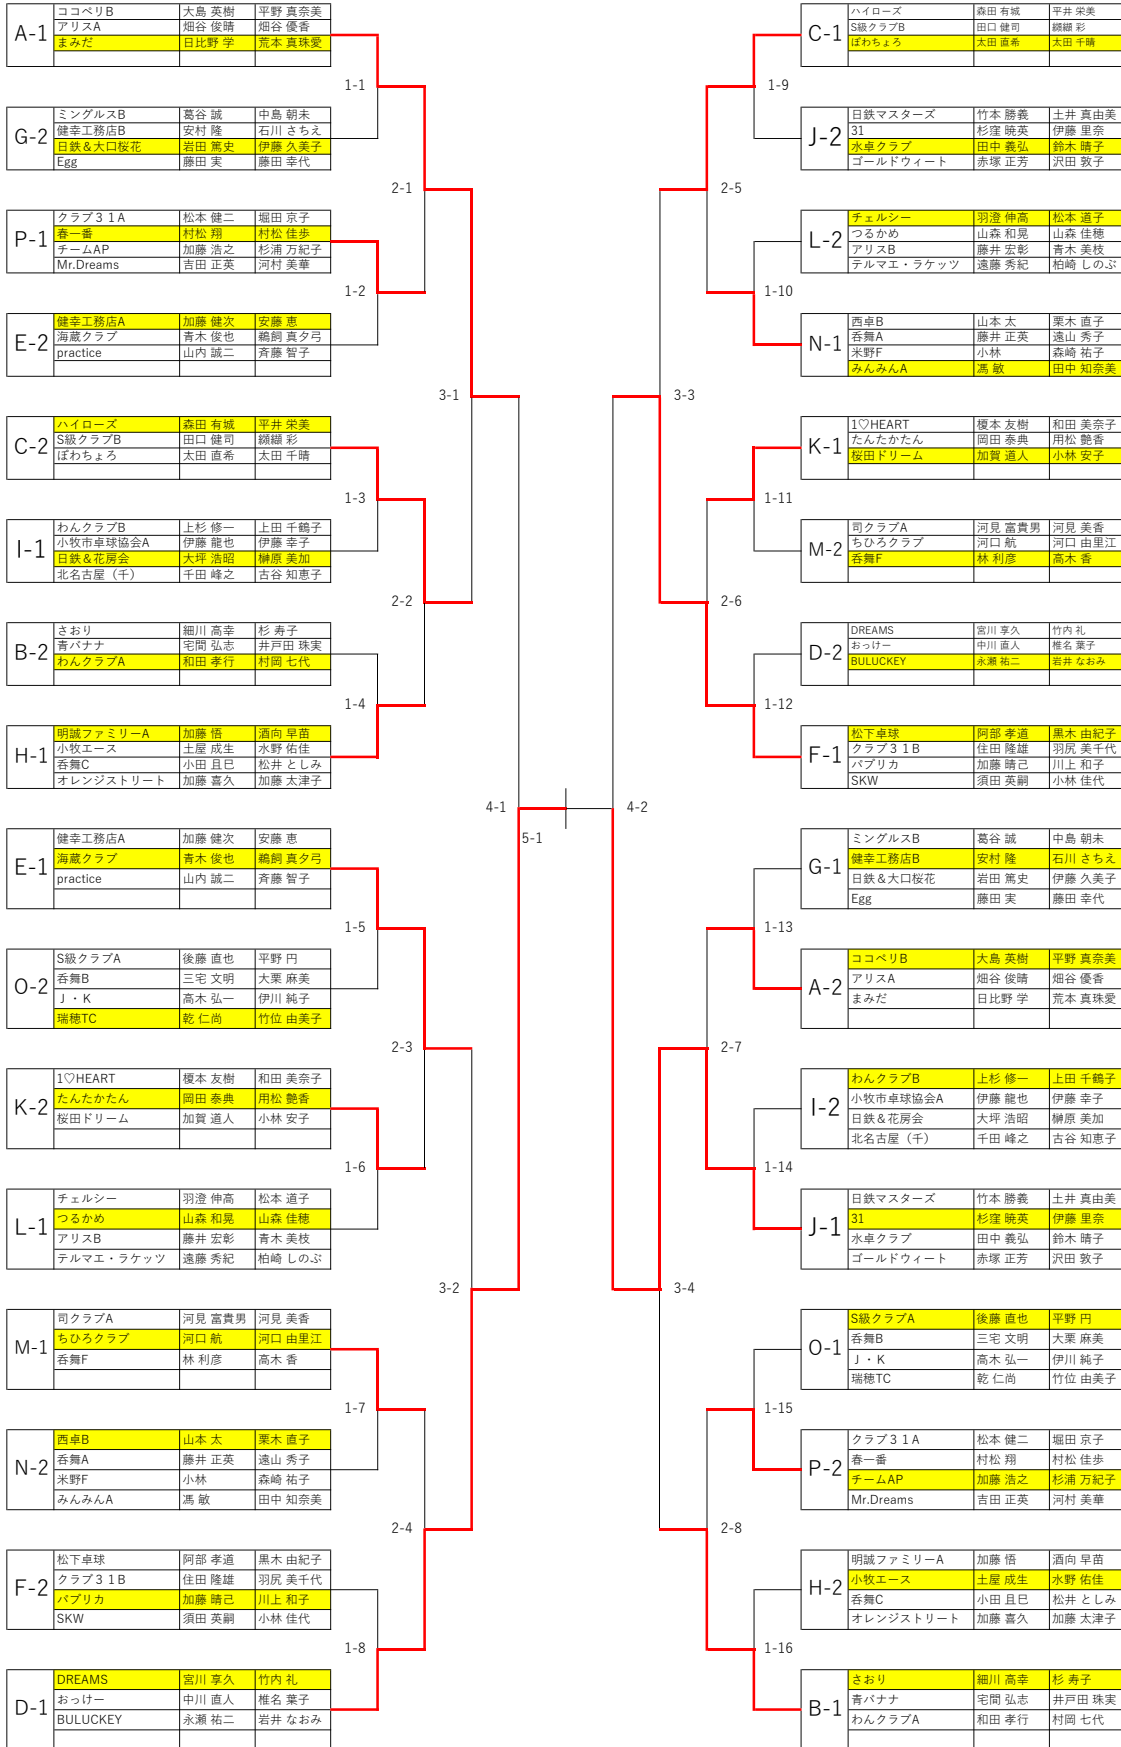 A-1
ココペリB 大島 英樹 平野 真奈美
アリスA 畑谷 俊晴 畑谷 優香
まみだ 日比野 学 荒本 真珠愛
1-1
G-2
ミングルスB 葛谷 誠 中島 朝未
健幸工務店B 安村 隆 石川 さちえ
日鉄&大口桜花 岩田 篤史 伊藤 久美子
Egg 藤田 実 藤田 幸代
2-1
P-1
クラブ31A 松本 健二 堀田 京子
春一番 村松 翔 村松 佳歩
チームAP 加藤 浩之 杉浦 万紀子
Mr.Dreams 吉田 正英 河村 美華
1-2
E-2
健幸工務店A 加藤 健次 安藤 恵
海蔵クラブ 青木 俊也 鵜飼 真夕弓
practice 山内 誠二 斉藤 智子
3-1
C-2
ハイローズ 森田 有城 平井 栄美
S級クラブB 田口 健司 纐纈 彩
ぽわちょろ 太田 直希 太田 千晴
1-3
I-1
わんクラブB 上杉 修一 上田 千鶴子
小牧市卓球協会A 伊藤 龍也 伊藤 幸子
日鉄&花房会 大坪 浩昭 榊原 美加
北名古屋（千） 千田 峰之 古谷 知恵子
2-2
B-2
さおり 細川 高幸 杉 寿子
青バナナ 宅間 弘志 井戸田 珠実
わんクラブA 和田 孝行 村岡 七代
1-4
H-1
明誠ファミリーA 加藤 悟 酒向 早苗
小牧エース 土屋 成生 水野 佑佳
呑舞C 小田 且巳 松井 としみ
オレンジストリート 加藤 喜久 加藤 太津子
4-1
5-1
E-1
健幸工務店A 加藤 健次 安藤 恵
海蔵クラブ 青木 俊也 鵜飼 真夕弓
practice 山内 誠二 斉藤 智子
1-5
O-2
S級クラブA 後藤 直也 平野 円
呑舞B 三宅 文明 大栗 麻美
J・K 高木 弘一 伊川 純子
瑞穂TC 乾 仁尚 竹位 由美子
2-3
K-2
1♡HEART 榎本 友樹 和田 美奈子
たんたかたん 岡田 泰典 用松 艶香
桜田ドリーム 加賀 道人 小林 安子
1-6
L-1
チェルシー 羽澄 伸高 松本 道子
つるかめ 山森 和晃 山森 佳穂
アリスB 藤井 宏彰 青木 美枝
テルマエ・ラケッツ 遠藤 秀紀 柏崎 しのぶ
3-2
M-1
司クラブA 河見 富貴男 河見 美香
ちひろクラブ 河口 航 河口 由里江
呑舞F 林 利彦 高木 香
1-7
N-2
西卓B 山本 太 栗木 直子
呑舞A 藤井 正英 遠山 秀子
米野F 小林 森崎 祐子
みんみんA 馮 敏 田中 知奈美
2-4
F-2
松下卓球 阿部 孝道 黒木 由紀子
クラブ31B 住田 隆雄 羽尻 美千代
パプリカ 加藤 晴己 川上 和子
SKW 須田 英嗣 小林 佳代
1-8
D-1
DREAMS 宮川 享久 竹内 礼
おっけー 中川 直人 椎名 葉子
BULUCKEY 永瀬 祐二 岩井 なおみ
C-1
ハイローズ 森田 有城 平井 栄美
S級クラブB 田口 健司 纐纈 彩
ぽわちょろ 太田 直希 太田 千晴
1-9
J-2
日鉄マスターズ 竹本 勝義 土井 真由美
31 杉窪 暁英 伊藤 里奈
水卓クラブ 田中 義弘 鈴木 晴子
ゴールドウィート 赤塚 正芳 沢田 敦子
2-5
L-2
チェルシー 羽澄 伸高 松本 道子
つるかめ 山森 和晃 山森 佳穂
アリスB 藤井 宏彰 青木 美枝
テルマエ・ラケッツ 遠藤 秀紀 柏崎 しのぶ
1-10
N-1
西卓B 山本 太 栗木 直子
呑舞A 藤井 正英 遠山 秀子
米野F 小林 森崎 祐子
みんみんA 馮 敏 田中 知奈美
3-3
K-1
1♡HEART 榎本 友樹 和田 美奈子
たんたかたん 岡田 泰典 用松 艶香
桜田ドリーム 加賀 道人 小林 安子
1-11
M-2
司クラブA 河見 富貴男 河見 美香
ちひろクラブ 河口 航 河口 由里江
呑舞F 林 利彦 高木 香
2-6
D-2
DREAMS 宮川 享久 竹内 礼
おっけー 中川 直人 椎名 葉子
BULUCKEY 永瀬 祐二 岩井 なおみ
1-12
F-1
松下卓球 阿部 孝道 黒木 由紀子
クラブ31B 住田 隆雄 羽尻 美千代
パプリカ 加藤 晴己 川上 和子
SKW 須田 英嗣 小林 佳代
4-2
G-1
ミングルスB 葛谷 誠 中島 朝未
健幸工務店B 安村 隆 石川 さちえ
日鉄&大口桜花 岩田 篤史 伊藤 久美子
Egg 藤田 実 藤田 幸代
1-13
A-2
ココペリB 大島 英樹 平野 真奈美
アリスA 畑谷 俊晴 畑谷 優香
まみだ 日比野 学 荒本 真珠愛
2-7
I-2
わんクラブB 上杉 修一 上田 千鶴子
小牧市卓球協会A 伊藤 龍也 伊藤 幸子
日鉄&花房会 大坪 浩昭 榊原 美加
北名古屋（千） 千田 峰之 古谷 知恵子
1-14
J-1
日鉄マスターズ 竹本 勝義 土井 真由美
31 杉窪 暁英 伊藤 里奈
水卓クラブ 田中 義弘 鈴木 晴子
ゴールドウィート 赤塚 正芳 沢田 敦子
3-4
O-1
S級クラブA 後藤 直也 平野 円
呑舞B 三宅 文明 大栗 麻美
J・K 高木 弘一 伊川 純子
瑞穂TC 乾 仁尚 竹位 由美子
1-15
P-2
クラブ31A 松本 健二 堀田 京子
春一番 村松 翔 村松 佳歩
チームAP 加藤 浩之 杉浦 万紀子
Mr.Dreams 吉田 正英 河村 美華
2-8
H-2
明誠ファミリーA 加藤 悟 酒向 早苗
小牧エース 土屋 成生 水野 佑佳
呑舞C 小田 且巳 松井 としみ
オレンジストリート 加藤 喜久 加藤 太津子
1-16
B-1
さおり 細川 高幸 杉 寿子
青バナナ 宅間 弘志 井戸田 珠実
わんクラブA 和田 孝行 村岡 七代